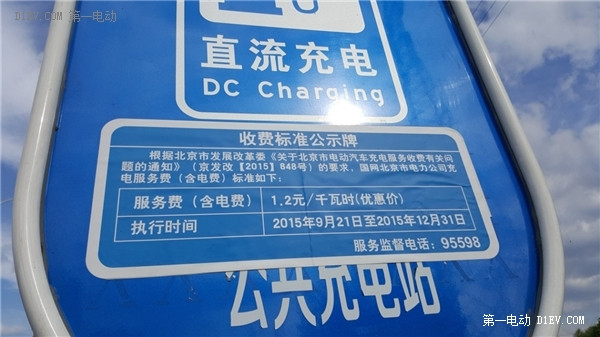 D1EV.COM 第一电动
直流充电
DC Charging
收费标准公示牌
根据北京市发展改革委《关于北京市电动汽车充电服务收费有关问
题的通知》（京发改【2015】848号）的要求，国网北京市电力公司充
电服务费（含电费）标准如下：
服务费（含电费） 1.2元/千瓦时(优惠价)
执行时间 2015年9月21日至2015年12月31日
服务监督电话：95598
公共充电站
第一电动 D1EV.COM